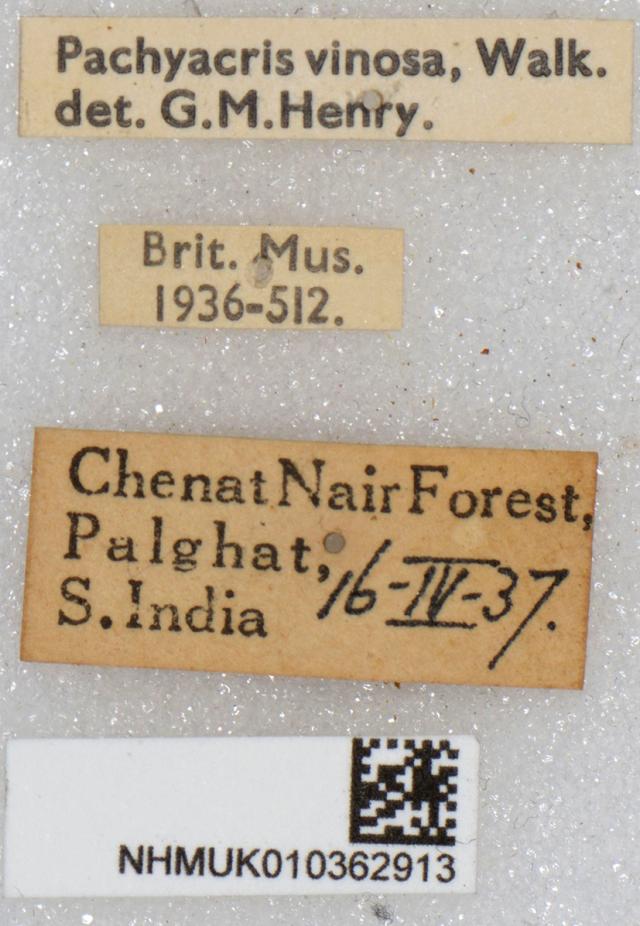 Pachyacris vinosa, Walk.
det. G.M.Henry.
Brit. Mus.
1936-512.
Chenat Nair Forest,
Palghat, 16-IV-37.
S. India
NHMUK010362913